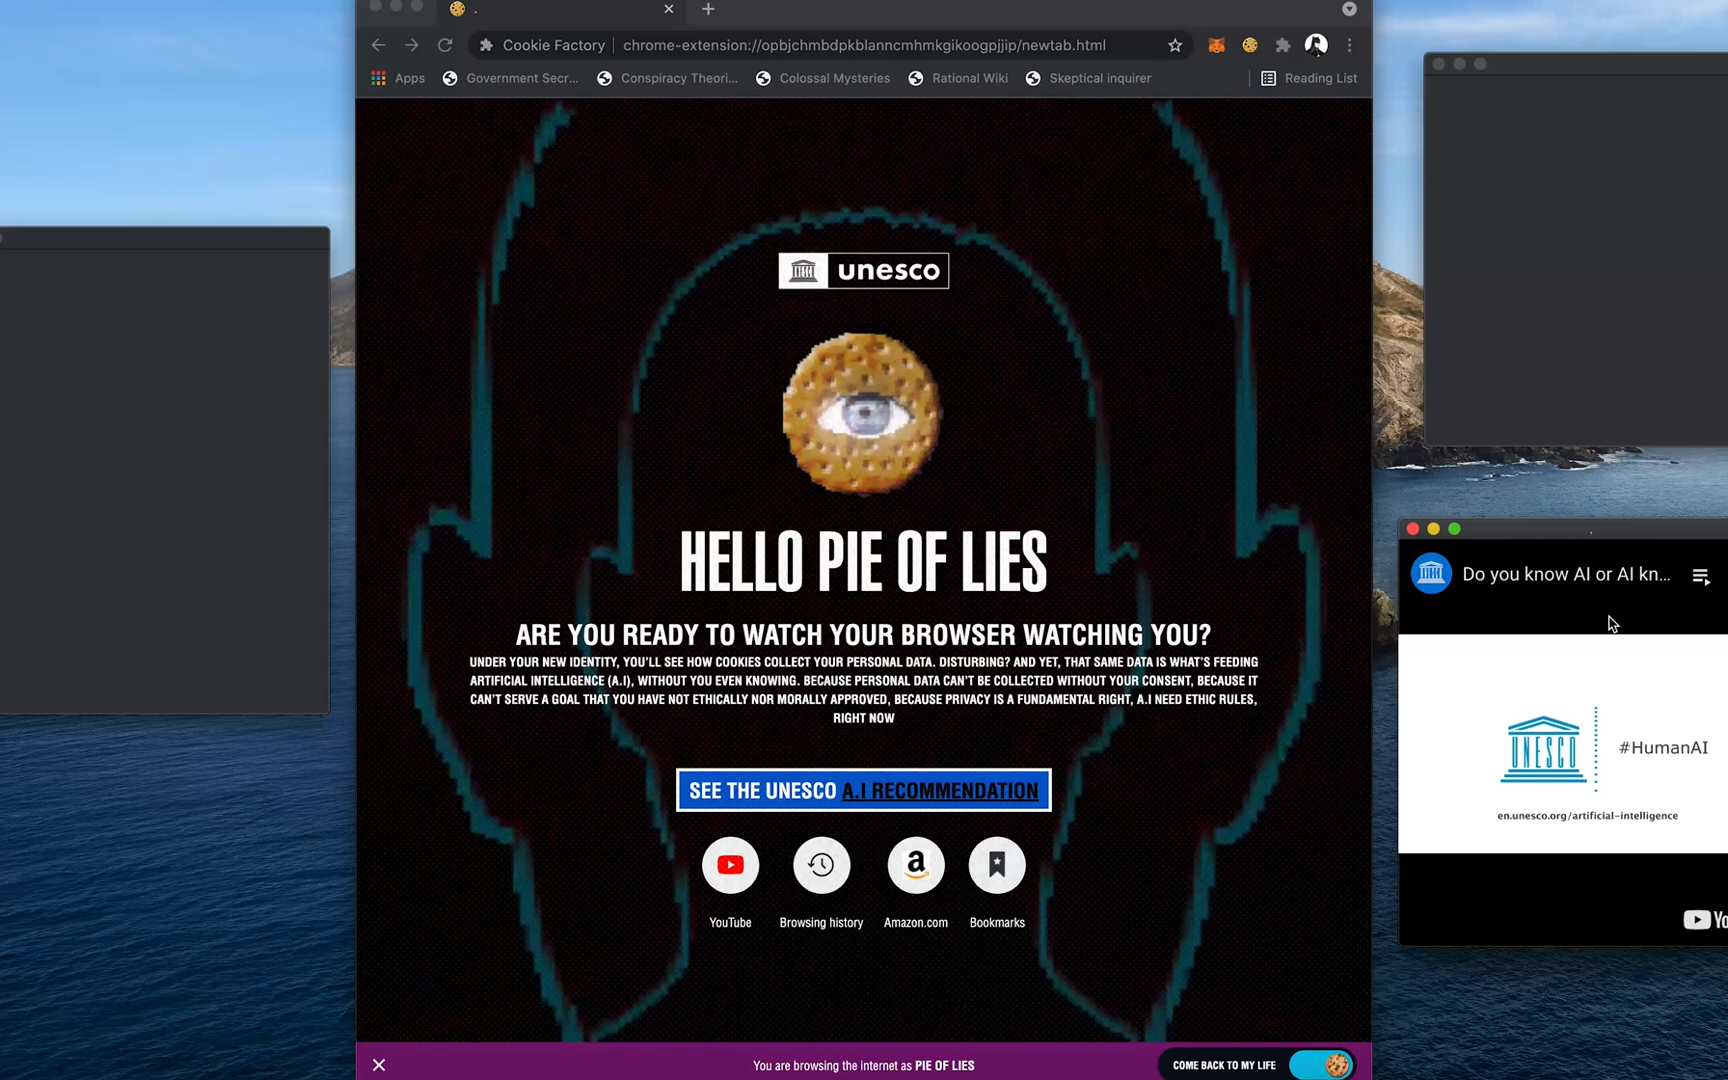 .
Cookie Factory
chrome-extension://opbjchmbdpkblanncmhmkgikoogpjjip/newtab.html
Apps
Government Secr...
Conspiracy Theori...
Colossal Mysteries
Rational Wiki
Skeptical inquirer
Reading List
UNESCO
unesco
HELLO PIE OF LIES
ARE YOU READY TO WATCH YOUR BROWSER WATCHING YOU?
UNDER YOUR NEW IDENTITY, YOU'LL SEE HOW COOKIES COLLECT YOUR PERSONAL DATA. DISTURBING? AND YET, THAT SAME DATA IS WHAT'S FEEDING
ARTIFICIAL INTELLIGENCE (A.I), WITHOUT YOU EVEN KNOWING. BECAUSE PERSONAL DATA CAN'T BE COLLECTED WITHOUT YOUR CONSENT, BECAUSE IT
CAN'T SERVE A GOAL THAT YOU HAVE NOT ETHICALLY NOR MORALLY APPROVED, BECAUSE PRIVACY IS A FUNDAMENTAL RIGHT, A.I NEED ETHIC RULES,
RIGHT NOW
SEE THE UNESCO A.I RECOMMENDATION
YouTube
Browsing history
Amazon.com
Bookmarks
You are browsing the internet as PIE OF LIES
COME BACK TO MY LIFE
Do you know AI or AI kn...
UNESCO
#HumanAI
en.unesco.org/artificial-intelligence